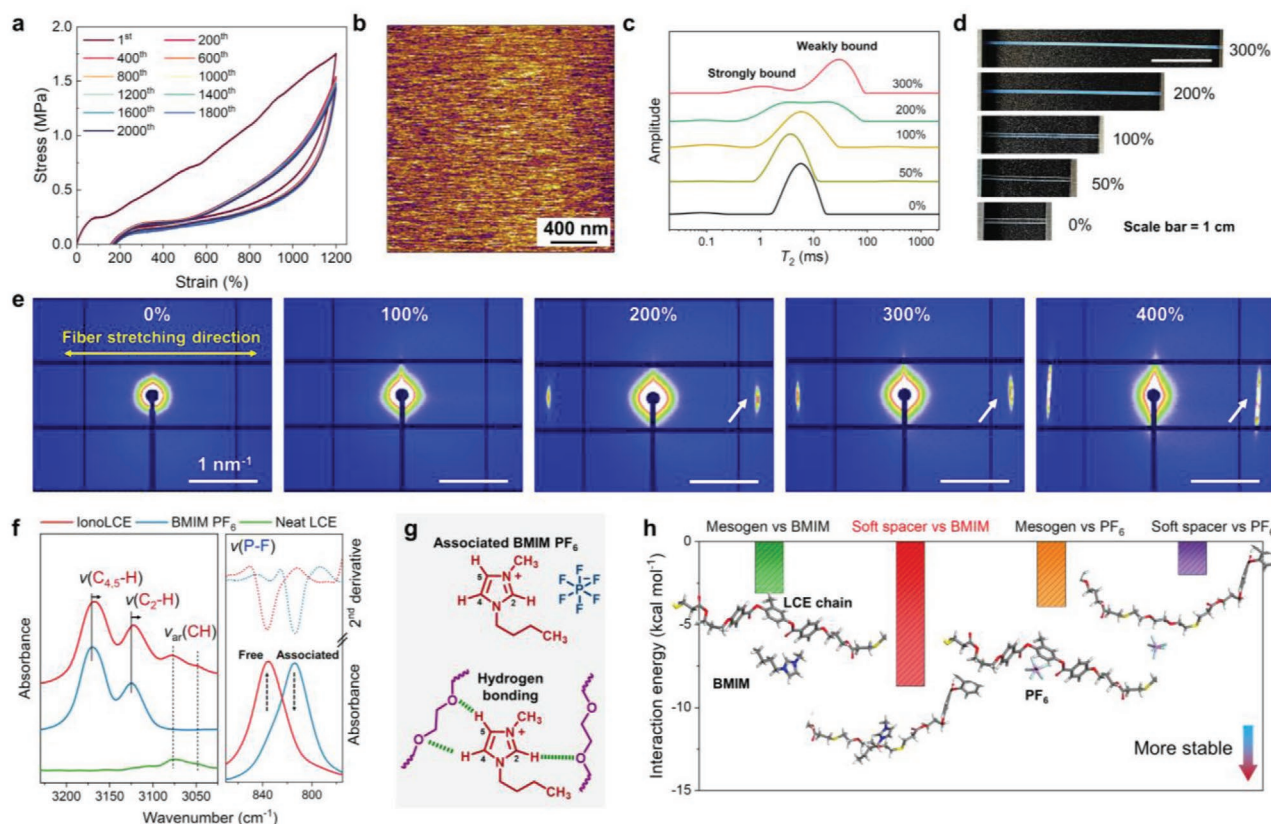 a
1st
200th
400th
600th
800th
1000th
1200th
1400th
1600th
1800th
2000th
Stress (MPa)
2.0
1.5
1.0
0.5
0.0
0 200 400 600 800 1000 1200
Strain (%)
b
400 nm
c
Weakly bound
Strongly bound
300%
200%
100%
50%
0%
Amplitude
0.1 1 10 100 1000
T2 (ms)
d
300%
200%
100%
50%
0%
Scale bar = 1 cm
e
0%
Fiber stretching direction
1 nm-1
100%
200%
300%
400%
f
IonoLCE BMIM PF6 Neat LCE
ν(C4,5-H)
ν(C2-H)
νar(CH)
ν(P-F)
Free Associated
Absorbance
2nd derivative
Absorbance
3200 3150 3100 3050
840 800
Wavenumber (cm-1)
g
Associated BMIM PF6
CH3
5
N
+
H
4
N
2
H
H
CH3
F
F F
P
F F
F
–
Hydrogen
bonding
O
O
H
CH3
5
N
+
H
4
N
2
H
CH3
O
O
h
Mesogen vs BMIM
Soft spacer vs BMIM
Mesogen vs PF6
Soft spacer vs PF6
LCE chain
BMIM
PF6
More stable
Interaction energy (kcal mol-1)
0
-5
-10
-15